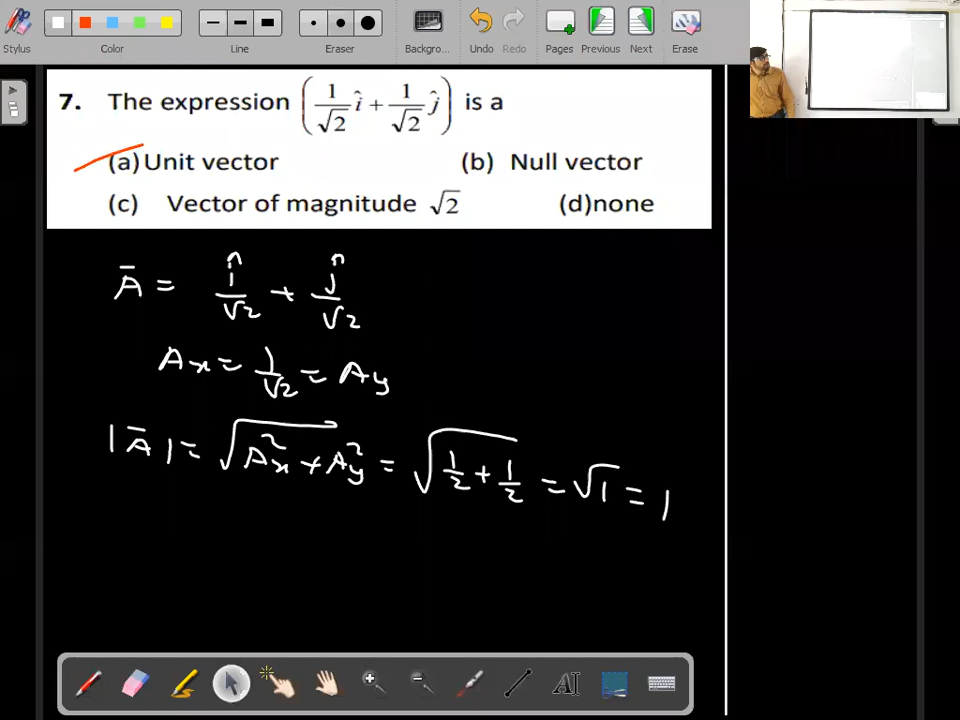 Stylus Color Line Eraser Backgro... Undo Redo Pages Previous Next Erase
7. The expression (1/√2 î + 1/√2 ĵ) is a
(a) Unit vector (b) Null vector
(c) Vector of magnitude √2 (d)none
Ā = î/√2 + ĵ/√2
Ax = 1/√2 = Ay
|Ā| = √(Ax² + Ay²) = √(1/2 + 1/2) = √1 = 1
AI